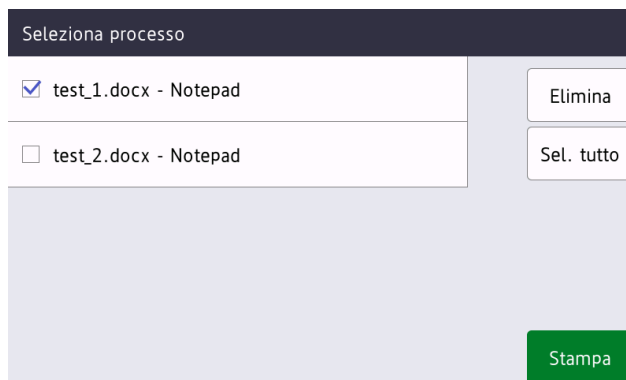 Seleziona processo
test_1.docx - Notepad
Elimina
test_2.docx - Notepad
Sel. tutto
Stampa